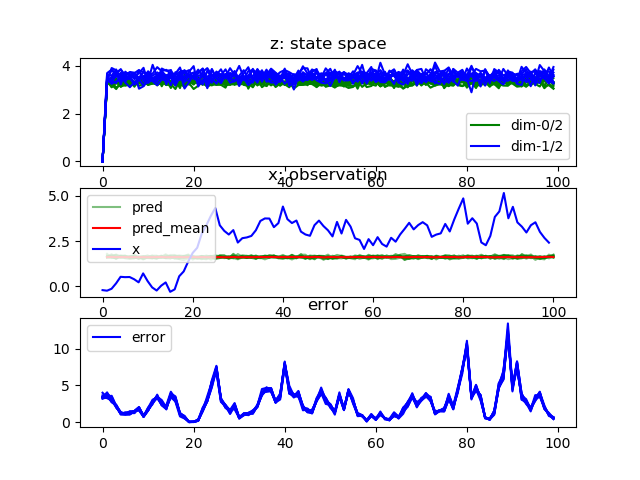 z: state space
4
2
0
dim-0/2
dim-1/2
0 20 40 60 80 100
x: observation
5.0
2.5
0.0
pred
pred_mean
x
0 20 40 60 80 100
error
10
5
0
error
0 20 40 60 80 100